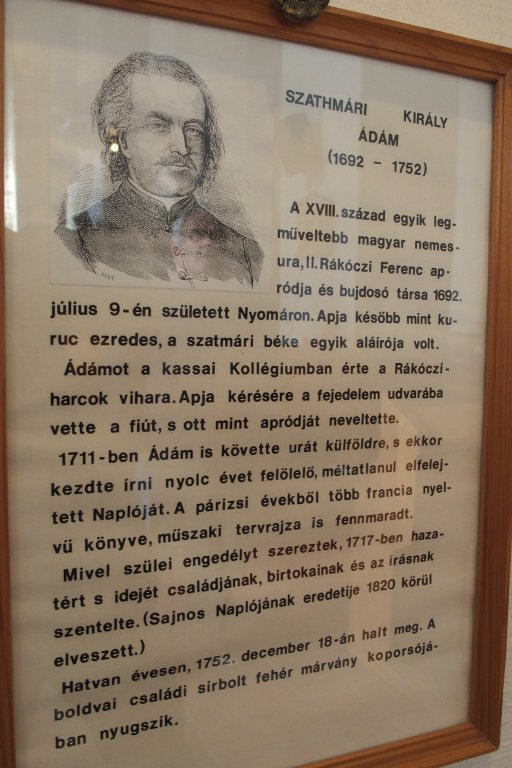 SZATHMÁRI KIRÁLY
ÁDÁM
(1692 - 1752)
A XVIII. század egyik leg-
műveltebb magyar nemes-
ura, II. Rákóczi Ferenc ap-
ródja és bujdosó társa 1692.
július 9-én született Nyomáron. Apja később mint ku-
ruc ezredes, a szatmári béke egyik aláírója volt.
Ádámot a kassai Kollégiumban érte a Rákóczi-
harcok vihara. Apja kérésére a fejedelem udvarába
vette a fiút, s ott mint apródját neveltette.
1711-ben Ádám is követte urát külföldre, s ekkor
kezdte írni nyolc évet felölelő, méltatlanul elfelej-
tett Naplóját. A párizsi évekből több francia nyel-
vű könyve, műszaki tervrajza is fennmaradt.
Mivel szülei engedélyt szereztek, 1717-ben haza-
tért s idejét családjának, birtokainak és az írásnak
szentelte. (Sajnos Naplójának eredetije 1820 körül
elveszett.)
Hatvan évesen, 1752. december 18-án halt meg. A
boldvai családi sírbolt fehér márvány koporsójá-
ban nyugszik.